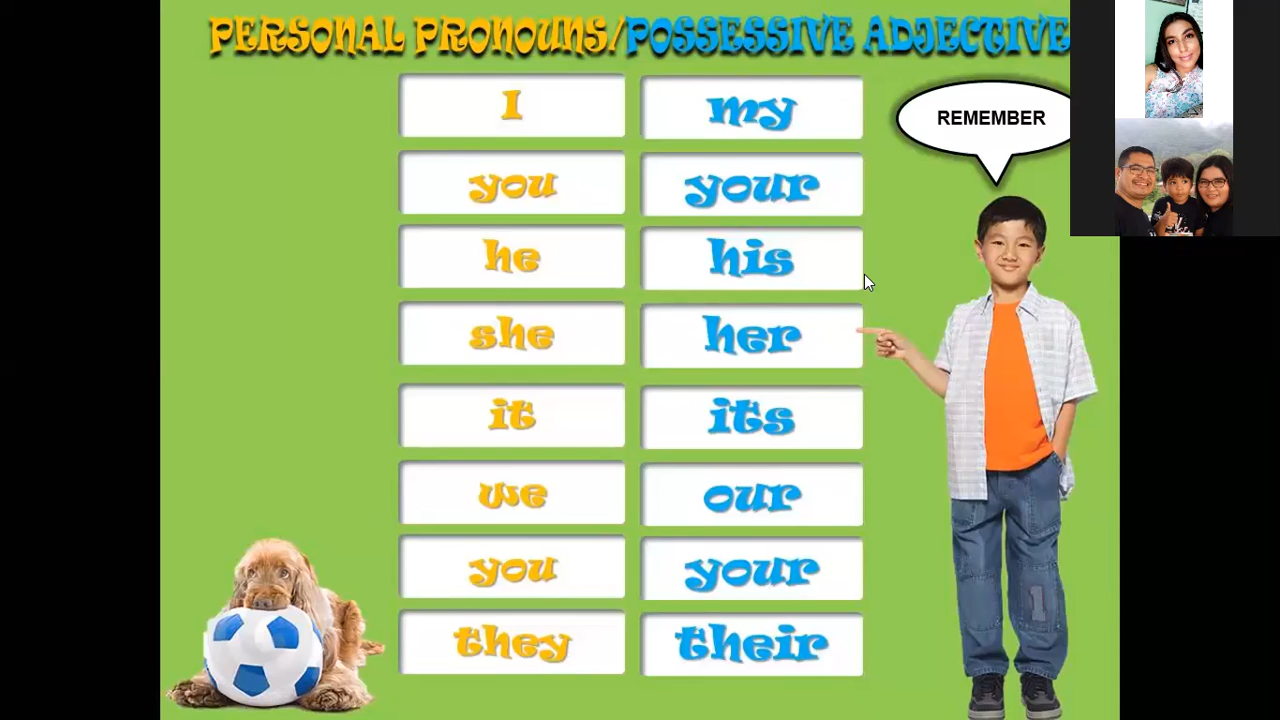 PERSONAL PRONOUNS/POSSESSIVE ADJECTIVE
I my
REMEMBER
you your
he his
she her
it its
we our
you your
they their
1